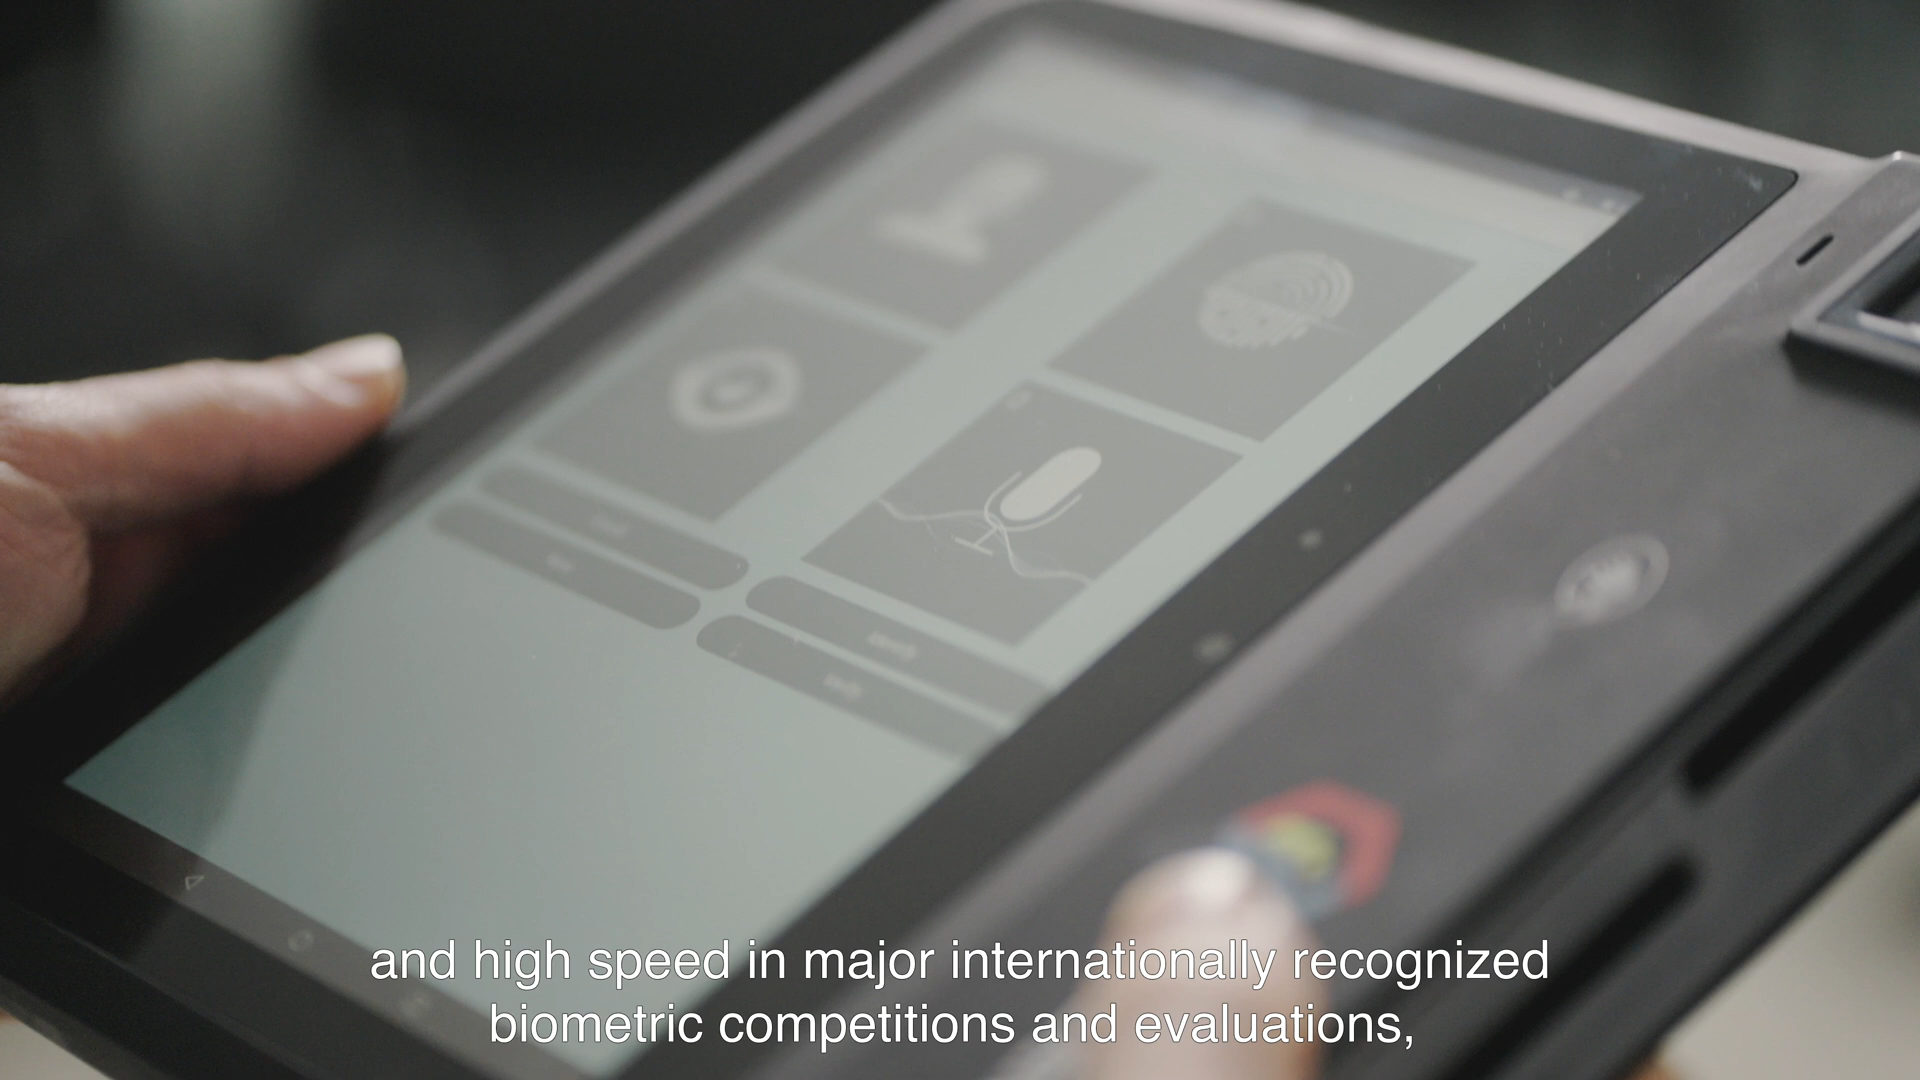 and high speed in major internationally recognized
biometric competitions and evaluations,